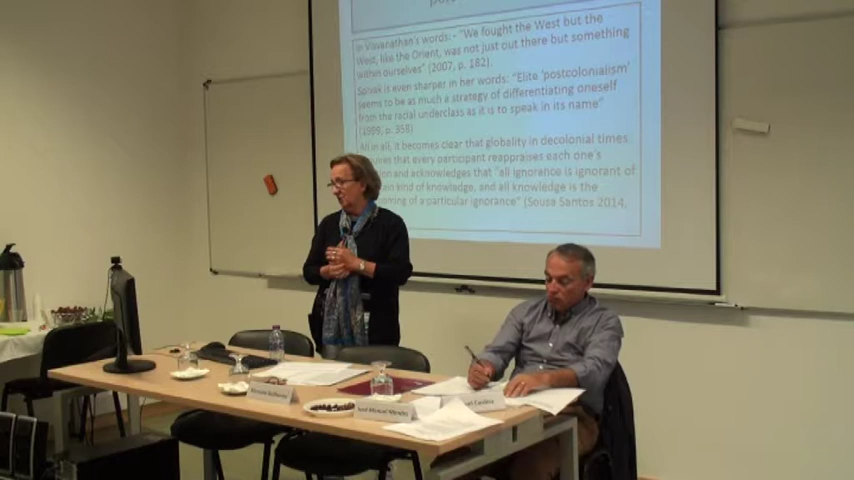 In Visvanathan's words: - "We fought the West but the
West, like the Orient, was not just out there but something
within ourselves" (2007, p. 182).
Spivak is even sharper in her words: "Elite 'postcolonialism'
seems to be as much a strategy of differentiating oneself
from the racial underclass as it is to speak in its name"
(1999, p. 358)
All in all, it becomes clear that globality in decolonial times
that every participant reappraises each one's
and acknowledges that "all ignorance is ignorant of
kind of knowledge, and all knowledge is the
of a particular ignorance" (Sousa Santos 2014,
José Manuel Mendes